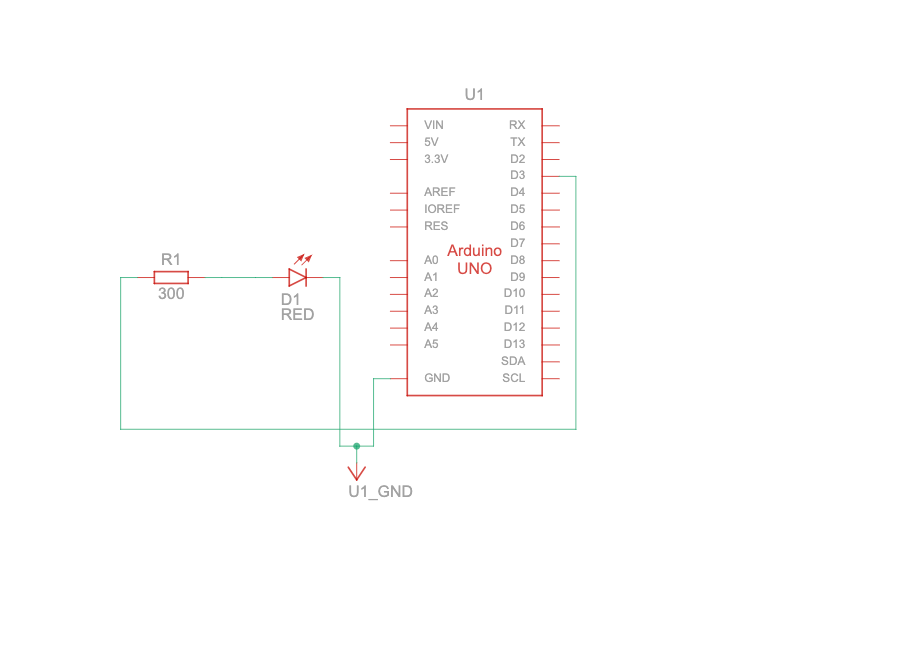 U1
VIN RX
5V TX
3.3V D2
D3
AREF D4
IOREF D5
RES D6
D7
Arduino
UNO
A0 D8
A1 D9
A2 D10
A3 D11
A4 D12
A5 D13
SDA
GND SCL
R1
300
D1
RED
U1_GND